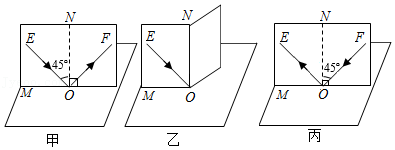 N N N
E F E E F
45° 45°
M O M O M O
甲 乙 丙